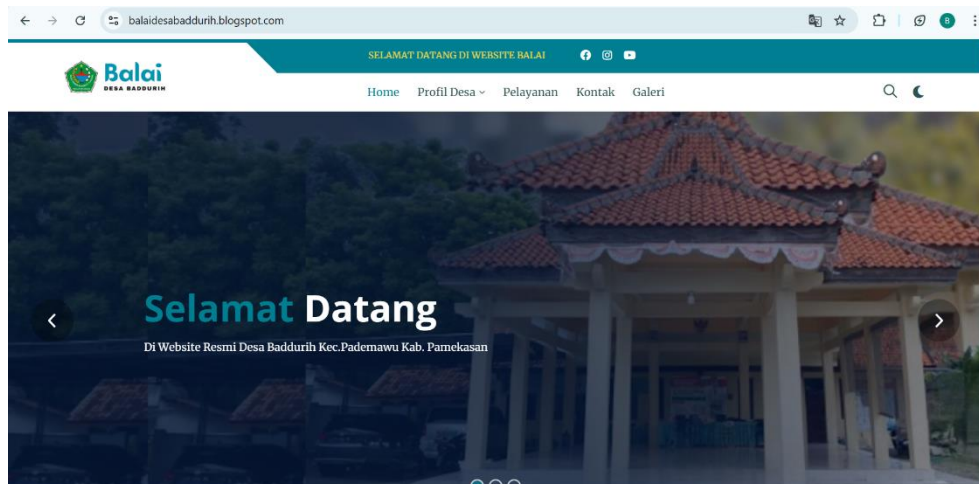 balaidesabaddurih.blogspot.com
B
SELAMAT DATANG DI WEBSITE BALAI
Balai
DESA BADDURIH
Home Profil Desa Pelayanan Kontak Galeri
Selamat Datang
Di Website Resmi Desa Baddurih Kec.Pademawu Kab. Pamekasan